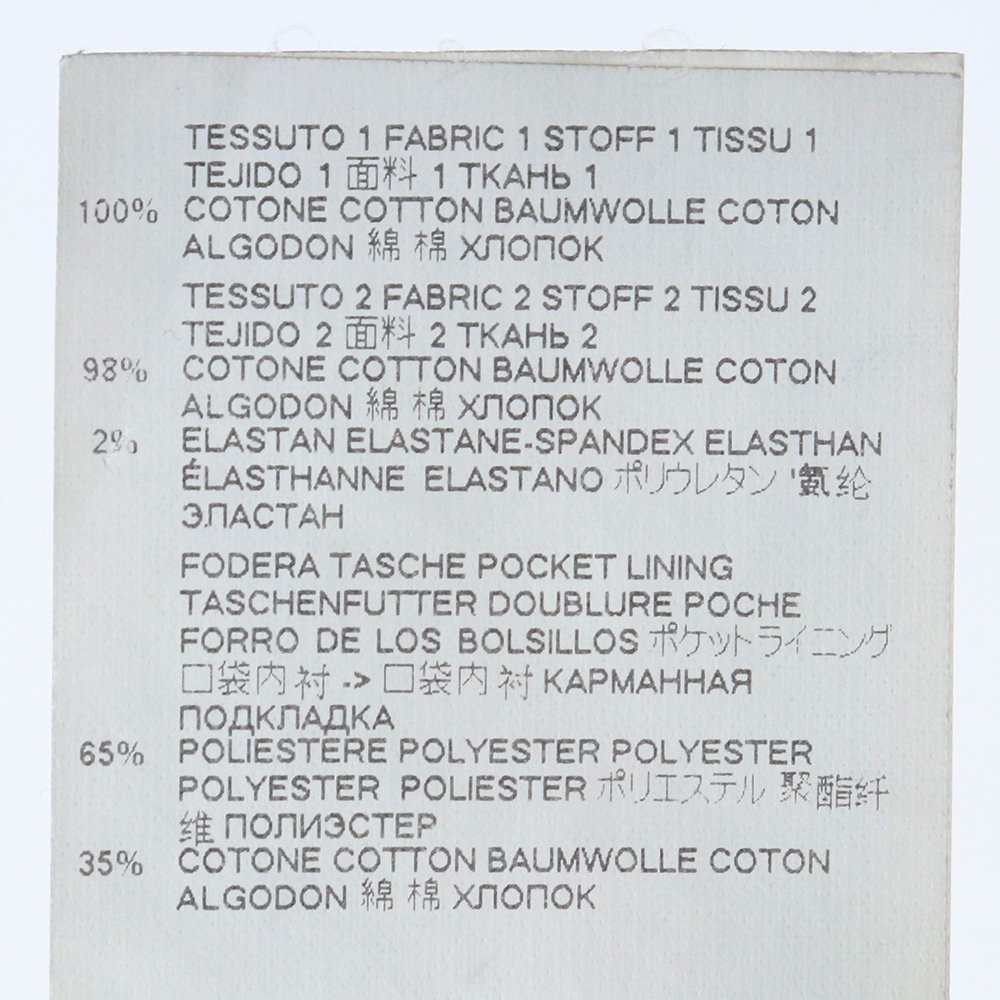 TESSUTO 1 FABRIC 1 STOFF 1 TISSU 1
TEJIDO 1 面料 1 ТКАНЬ 1
100% COTONE COTTON BAUMWOLLE COTON
ALGODON 綿 棉 ХЛОПОК
TESSUTO 2 FABRIC 2 STOFF 2 TISSU 2
TEJIDO 2 面料 2 ТКАНЬ 2
98% COTONE COTTON BAUMWOLLE COTON
ALGODON 綿 棉 ХЛОПОК
2% ELASTAN ELASTANE-SPANDEX ELASTHAN
ÉLASTHANNE ELASTANO ポリウレタン '氨纶
ЭЛАСТАН
FODERA TASCHE POCKET LINING
TASCHENFUTTER DOUBLURE POCHE
FORRO DE LOS BOLSILLOS ポケットライニング
口袋内衬 -> 口袋内衬 КАРМАННАЯ
ПОДКЛАДКА
65% POLIESTERE POLYESTER POLYESTER
POLYESTER POLIESTER ポリエステル 聚酯纤
维 ПОЛИЭСТЕР
35% COTONE COTTON BAUMWOLLE COTON
ALGODON 綿 棉 ХЛОПОК